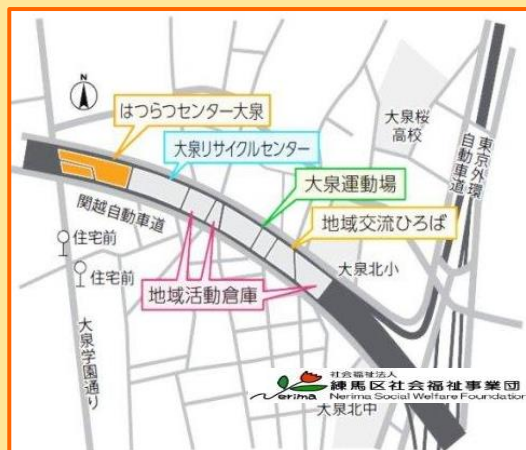 N
はつらつセンター大泉
大泉リサイクルセンター
大泉桜
高校
東京外環
自動車道
大泉運動場
地域交流ひろば
関越自動車道
住宅前
住宅前
大泉北小
地域活動倉庫
大泉学園通り
社会福祉法人
練馬区社会福祉事業団
Nerima
Nerima Social Welfare Foundation
大泉北中